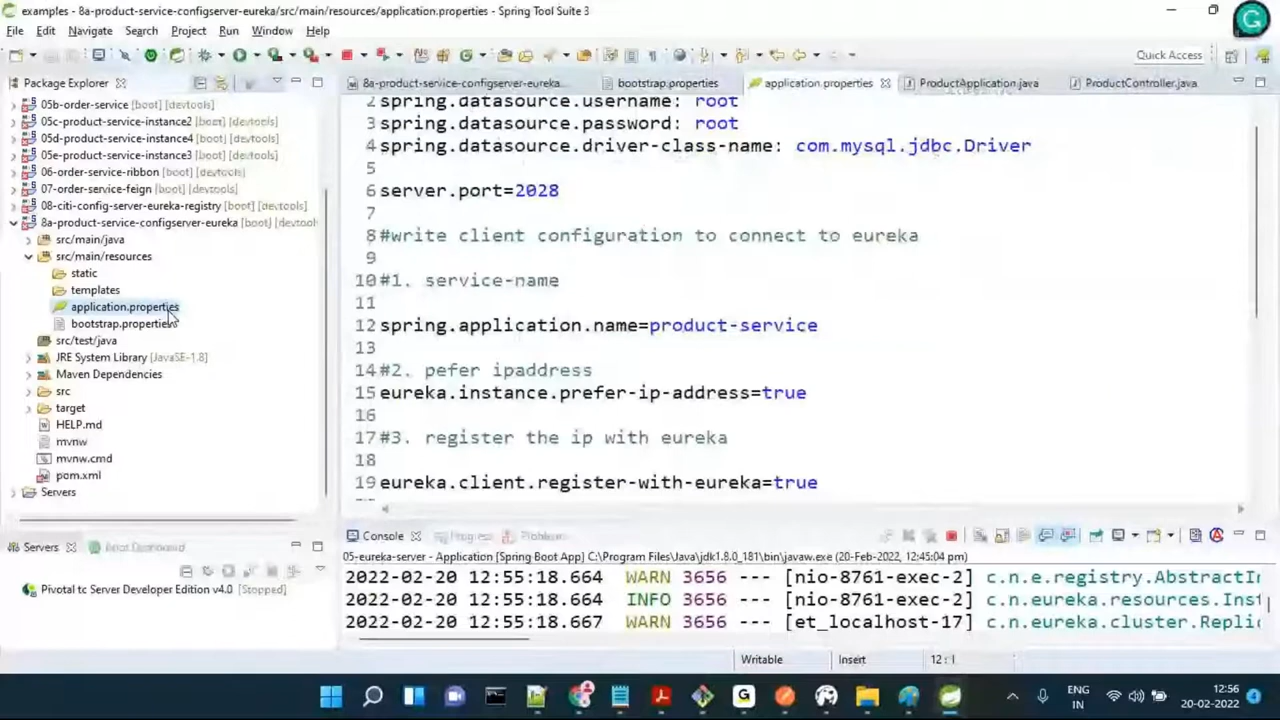 examples - 8a-product-service-configserver-eureka/src/main/resources/application.properties - Spring Tool Suite 3
File Edit Navigate Search Project Run Window Help
Quick Access
Package Explorer
05b-order-service [boot] [devtools]
05c-product-service-instance2 [boot] [devtools]
05d-product-service-instance4 [boot] [devtools]
05e-product-service-instance3 [boot] [devtools]
06-order-service-ribbon [boot] [devtools]
07-order-service-feign [boot] [devtools]
08-citi-config-server-eureka-registry [boot] [devtools]
8a-product-service-configserver-eureka [boot] [devtool
src/main/java
src/main/resources
static
templates
application.properties
bootstrap.properties
src/test/java
JRE System Library [JavaSE-1.8]
Maven Dependencies
src
target
HELP.md
mvnw
mvnw.cmd
pom.xml
Servers
8a-product-service-configserver-eureka... bootstrap.properties application.properties ProductApplication.java ProductController.java
2 spring.datasource.username: root
3 spring.datasource.password: root
4 spring.datasource.driver-class-name: com.mysql.jdbc.Driver
5
6 server.port=2028
7
8 #write client configuration to connect to eureka
9
10 #1. service-name
11
12 spring.application.name=product-service
13
14 #2. pefer ipaddress
15 eureka.instance.prefer-ip-address=true
16
17 #3. register the ip with eureka
18
19 eureka.client.register-with-eureka=true
Servers Boot Dashboard
Pivotal tc Server Developer Edition v4.0 [Stopped]
Console Progress Problems
05-eureka-server - Application [Spring Boot App] C:\Program Files\Java\jdk1.8.0_181\bin\javaw.exe (20-Feb-2022, 12:45:04 pm)
2022-02-20 12:55:18.664 WARN 3656 --- [nio-8761-exec-2] c.n.e.registry.AbstractI
2022-02-20 12:55:18.664 INFO 3656 --- [nio-8761-exec-2] c.n.eureka.resources.Inst
2022-02-20 12:55:18.667 WARN 3656 --- [et_localhost-17] c.n.eureka.cluster.Repli
Writable Insert 12 : 1
ENG
IN
12:56
20-02-2022